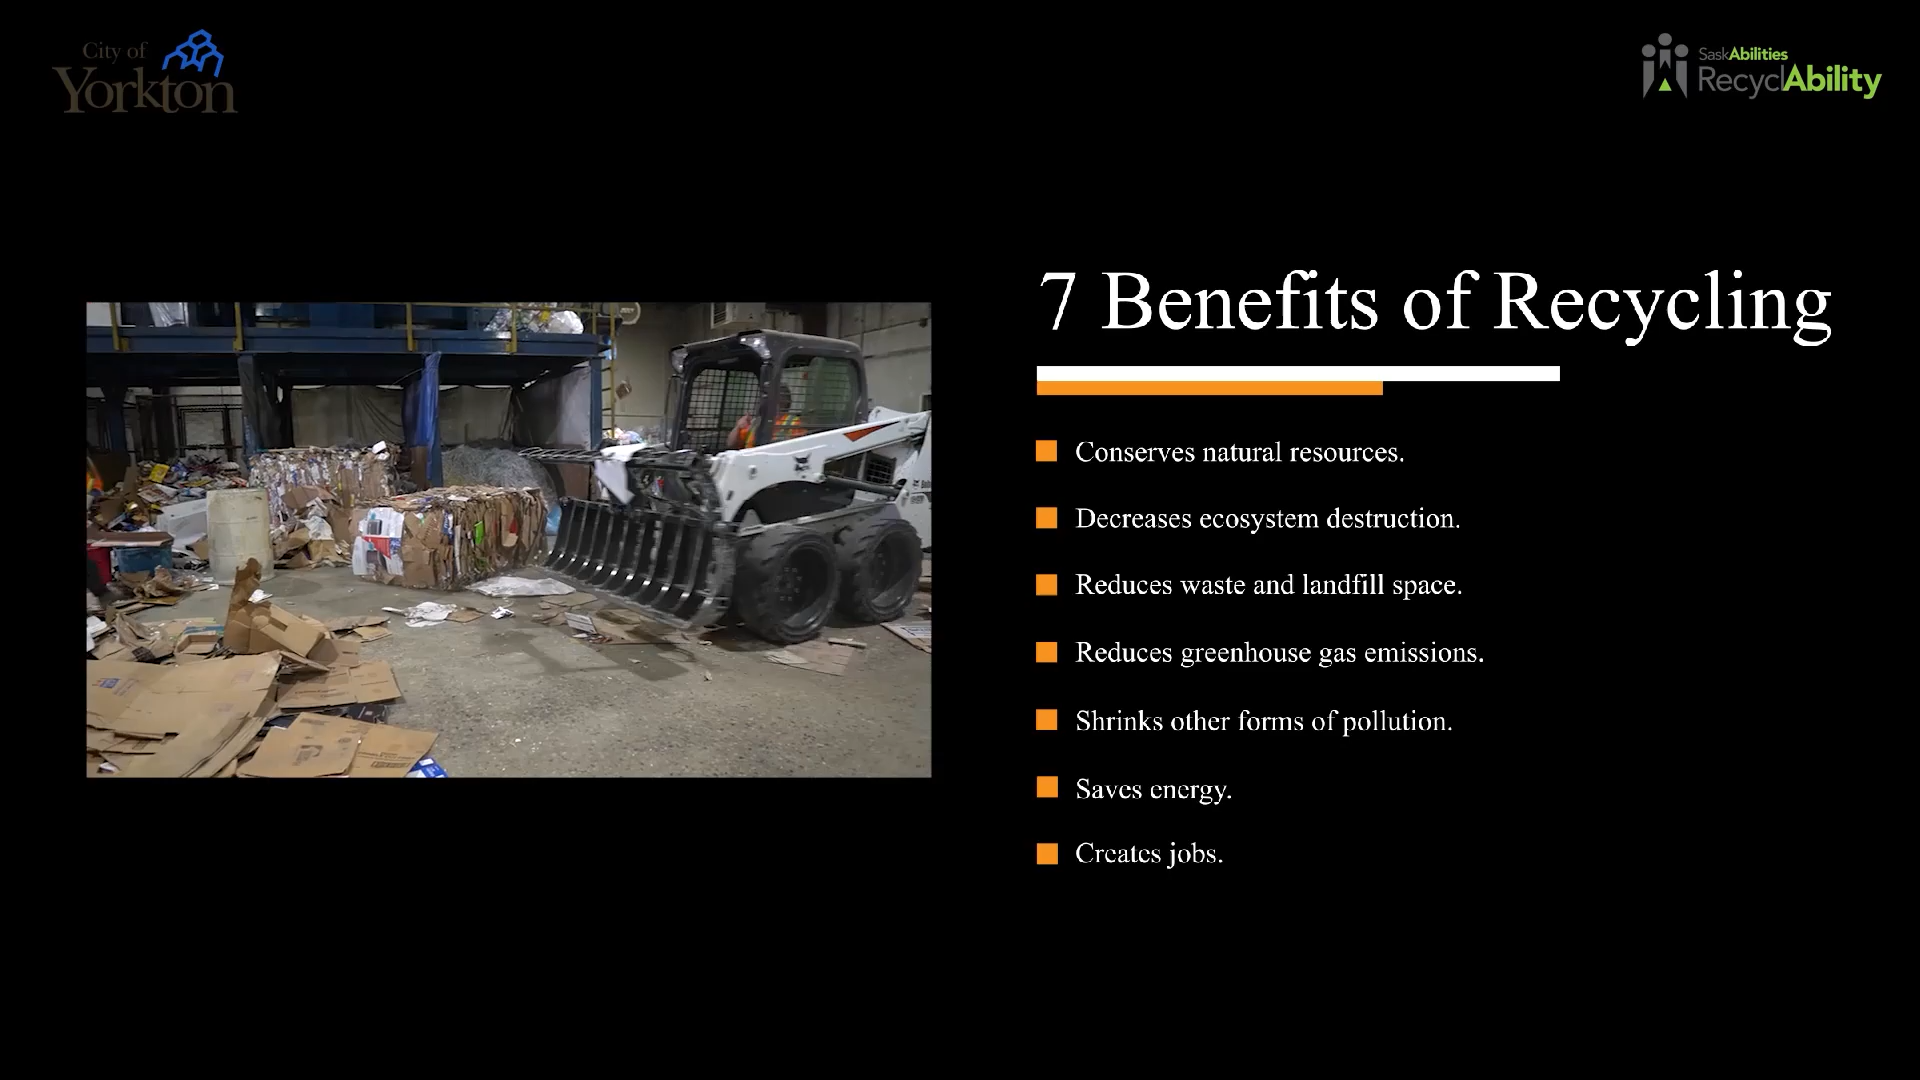 City of
Yorkton
SaskAbilities
RecyclAbility
7 Benefits of Recycling
Conserves natural resources.
Decreases ecosystem destruction.
Reduces waste and landfill space.
Reduces greenhouse gas emissions.
Shrinks other forms of pollution.
Saves energy.
Creates jobs.